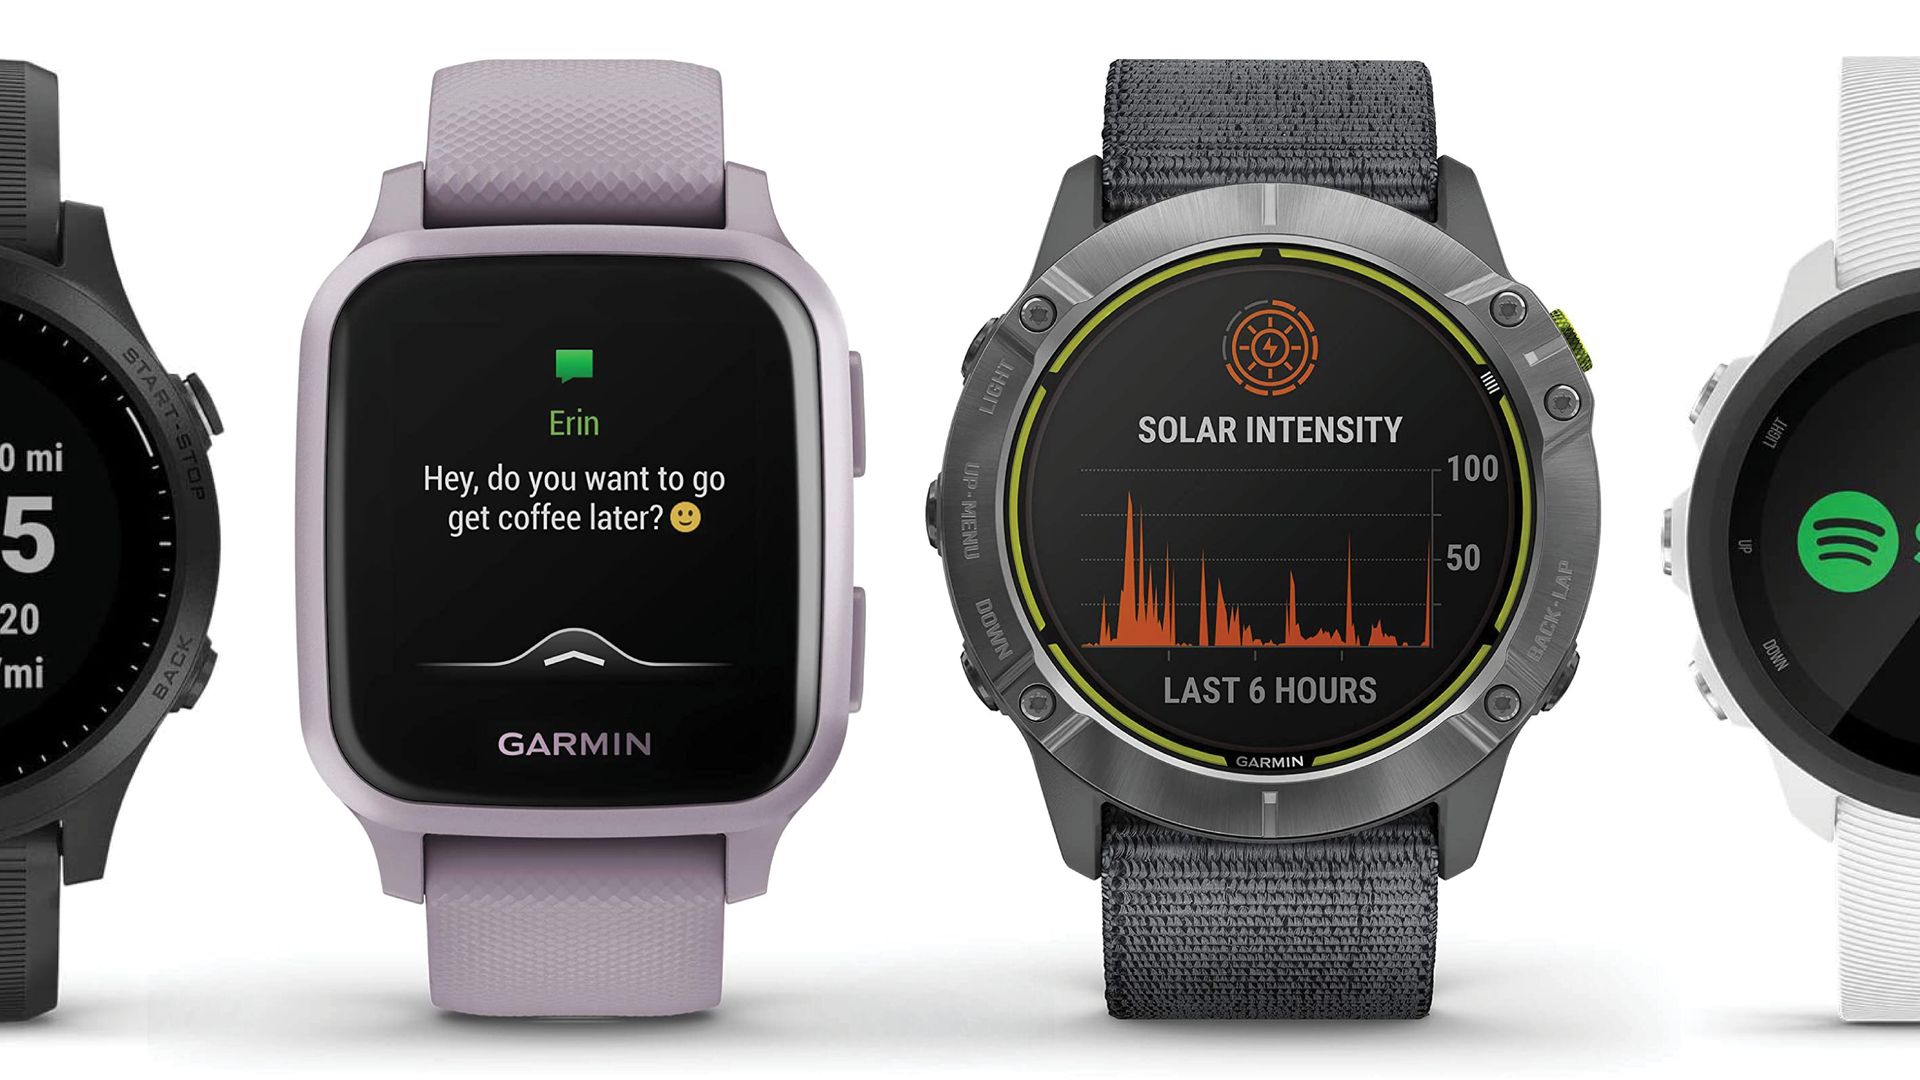 START·STOP
0 mi
5
20
/mi
BACK
Erin
Hey, do you want to go
get coffee later? 🙂
GARMIN
LIGHT
UP·MENU
DOWN
BACK·LAP
SOLAR INTENSITY
100
50
LAST 6 HOURS
GARMIN
LIGHT
UP
DOWN